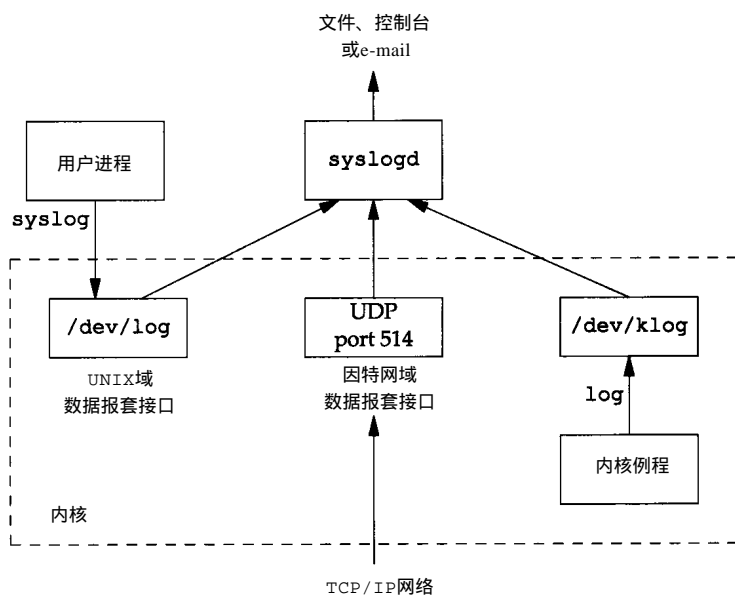 文件、控制台
或e-mail
用户进程
syslogd
syslog
/dev/log
UDP
port 514
/dev/klog
UNIX域
数据报套接口
因特网域
数据报套接口
log
内核例程
内核
TCP/IP网络